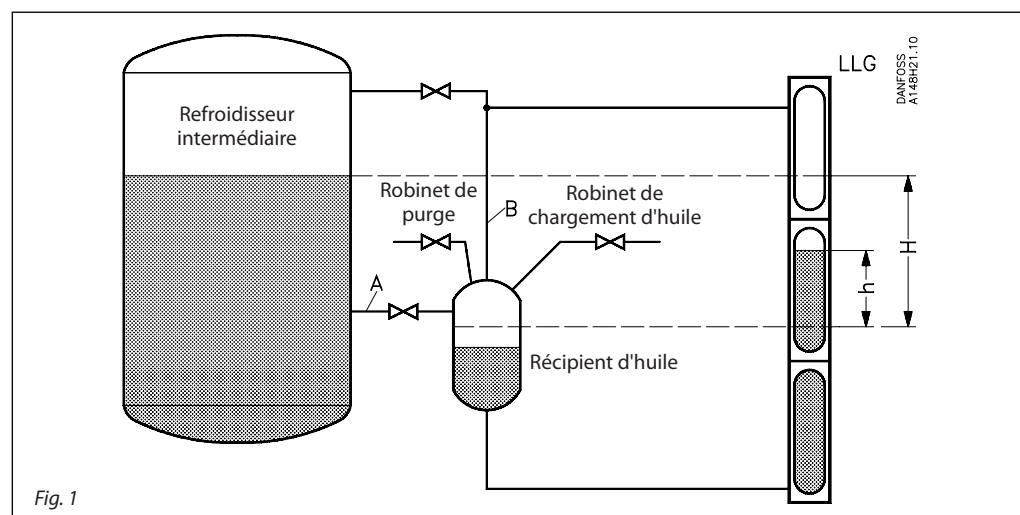 LLG
DANFOSS
A148H21.10
Refroidisseur
intermédiaire
Robinet de
purge
Robinet de
chargement d'huile
B
A
H
h
Récipient d'huile
Fig. 1